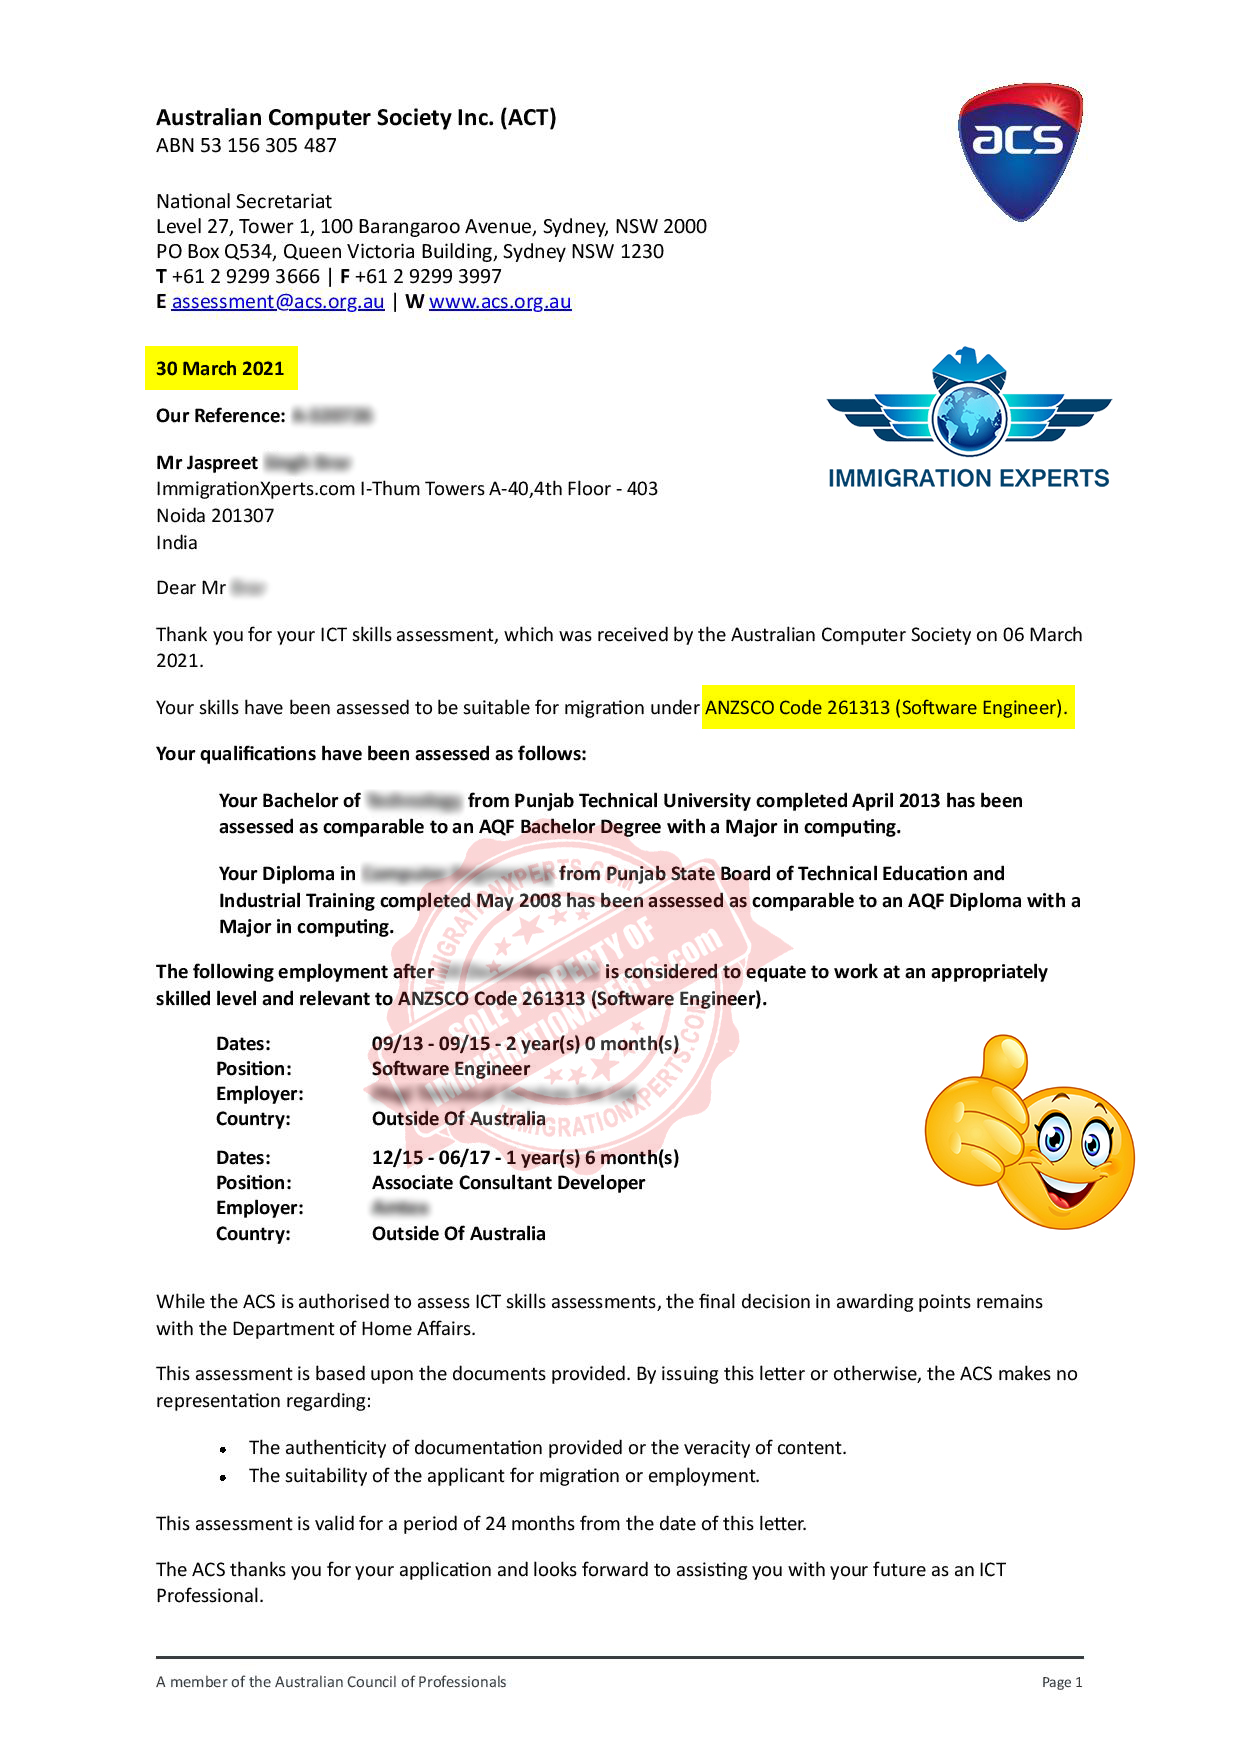 Australian Computer Society Inc. (ACT)
ABN 53 156 305 487
acs
National Secretariat
Level 27, Tower 1, 100 Barangaroo Avenue, Sydney, NSW 2000
PO Box Q534, Queen Victoria Building, Sydney NSW 1230
T +61 2 9299 3666 | F +61 2 9299 3997
E assessment@acs.org.au | W www.acs.org.au
30 March 2021
Our Reference:
IMMIGRATION EXPERTS
Mr Jaspreet
ImmigrationXperts.com I-Thum Towers A-40,4th Floor - 403
Noida 201307
India
Dear Mr
Thank you for your ICT skills assessment, which was received by the Australian Computer Society on 06 March
2021.
Your skills have been assessed to be suitable for migration under ANZSCO Code 261313 (Software Engineer).
Your qualifications have been assessed as follows:
Your Bachelor of from Punjab Technical University completed April 2013 has been
assessed as comparable to an AQF Bachelor Degree with a Major in computing.
Your Diploma in from Punjab State Board of Technical Education and
Industrial Training completed May 2008 has been assessed as comparable to an AQF Diploma with a
Major in computing.
The following employment after is considered to equate to work at an appropriately
skilled level and relevant to ANZSCO Code 261313 (Software Engineer).
IMMIGRATIONXPERTS.COM
SOLE PROPERTY OF
IMMIGRATIONXPERTS.com
IMMIGRATIONXPERTS.COM
Dates: 09/13 - 09/15 - 2 year(s) 0 month(s)
Position: Software Engineer
Employer:
Country: Outside Of Australia
Dates: 12/15 - 06/17 - 1 year(s) 6 month(s)
Position: Associate Consultant Developer
Employer:
Country: Outside Of Australia
While the ACS is authorised to assess ICT skills assessments, the final decision in awarding points remains
with the Department of Home Affairs.
This assessment is based upon the documents provided. By issuing this letter or otherwise, the ACS makes no
representation regarding:
• The authenticity of documentation provided or the veracity of content.
• The suitability of the applicant for migration or employment.
This assessment is valid for a period of 24 months from the date of this letter.
The ACS thanks you for your application and looks forward to assisting you with your future as an ICT
Professional.
A member of the Australian Council of Professionals Page 1